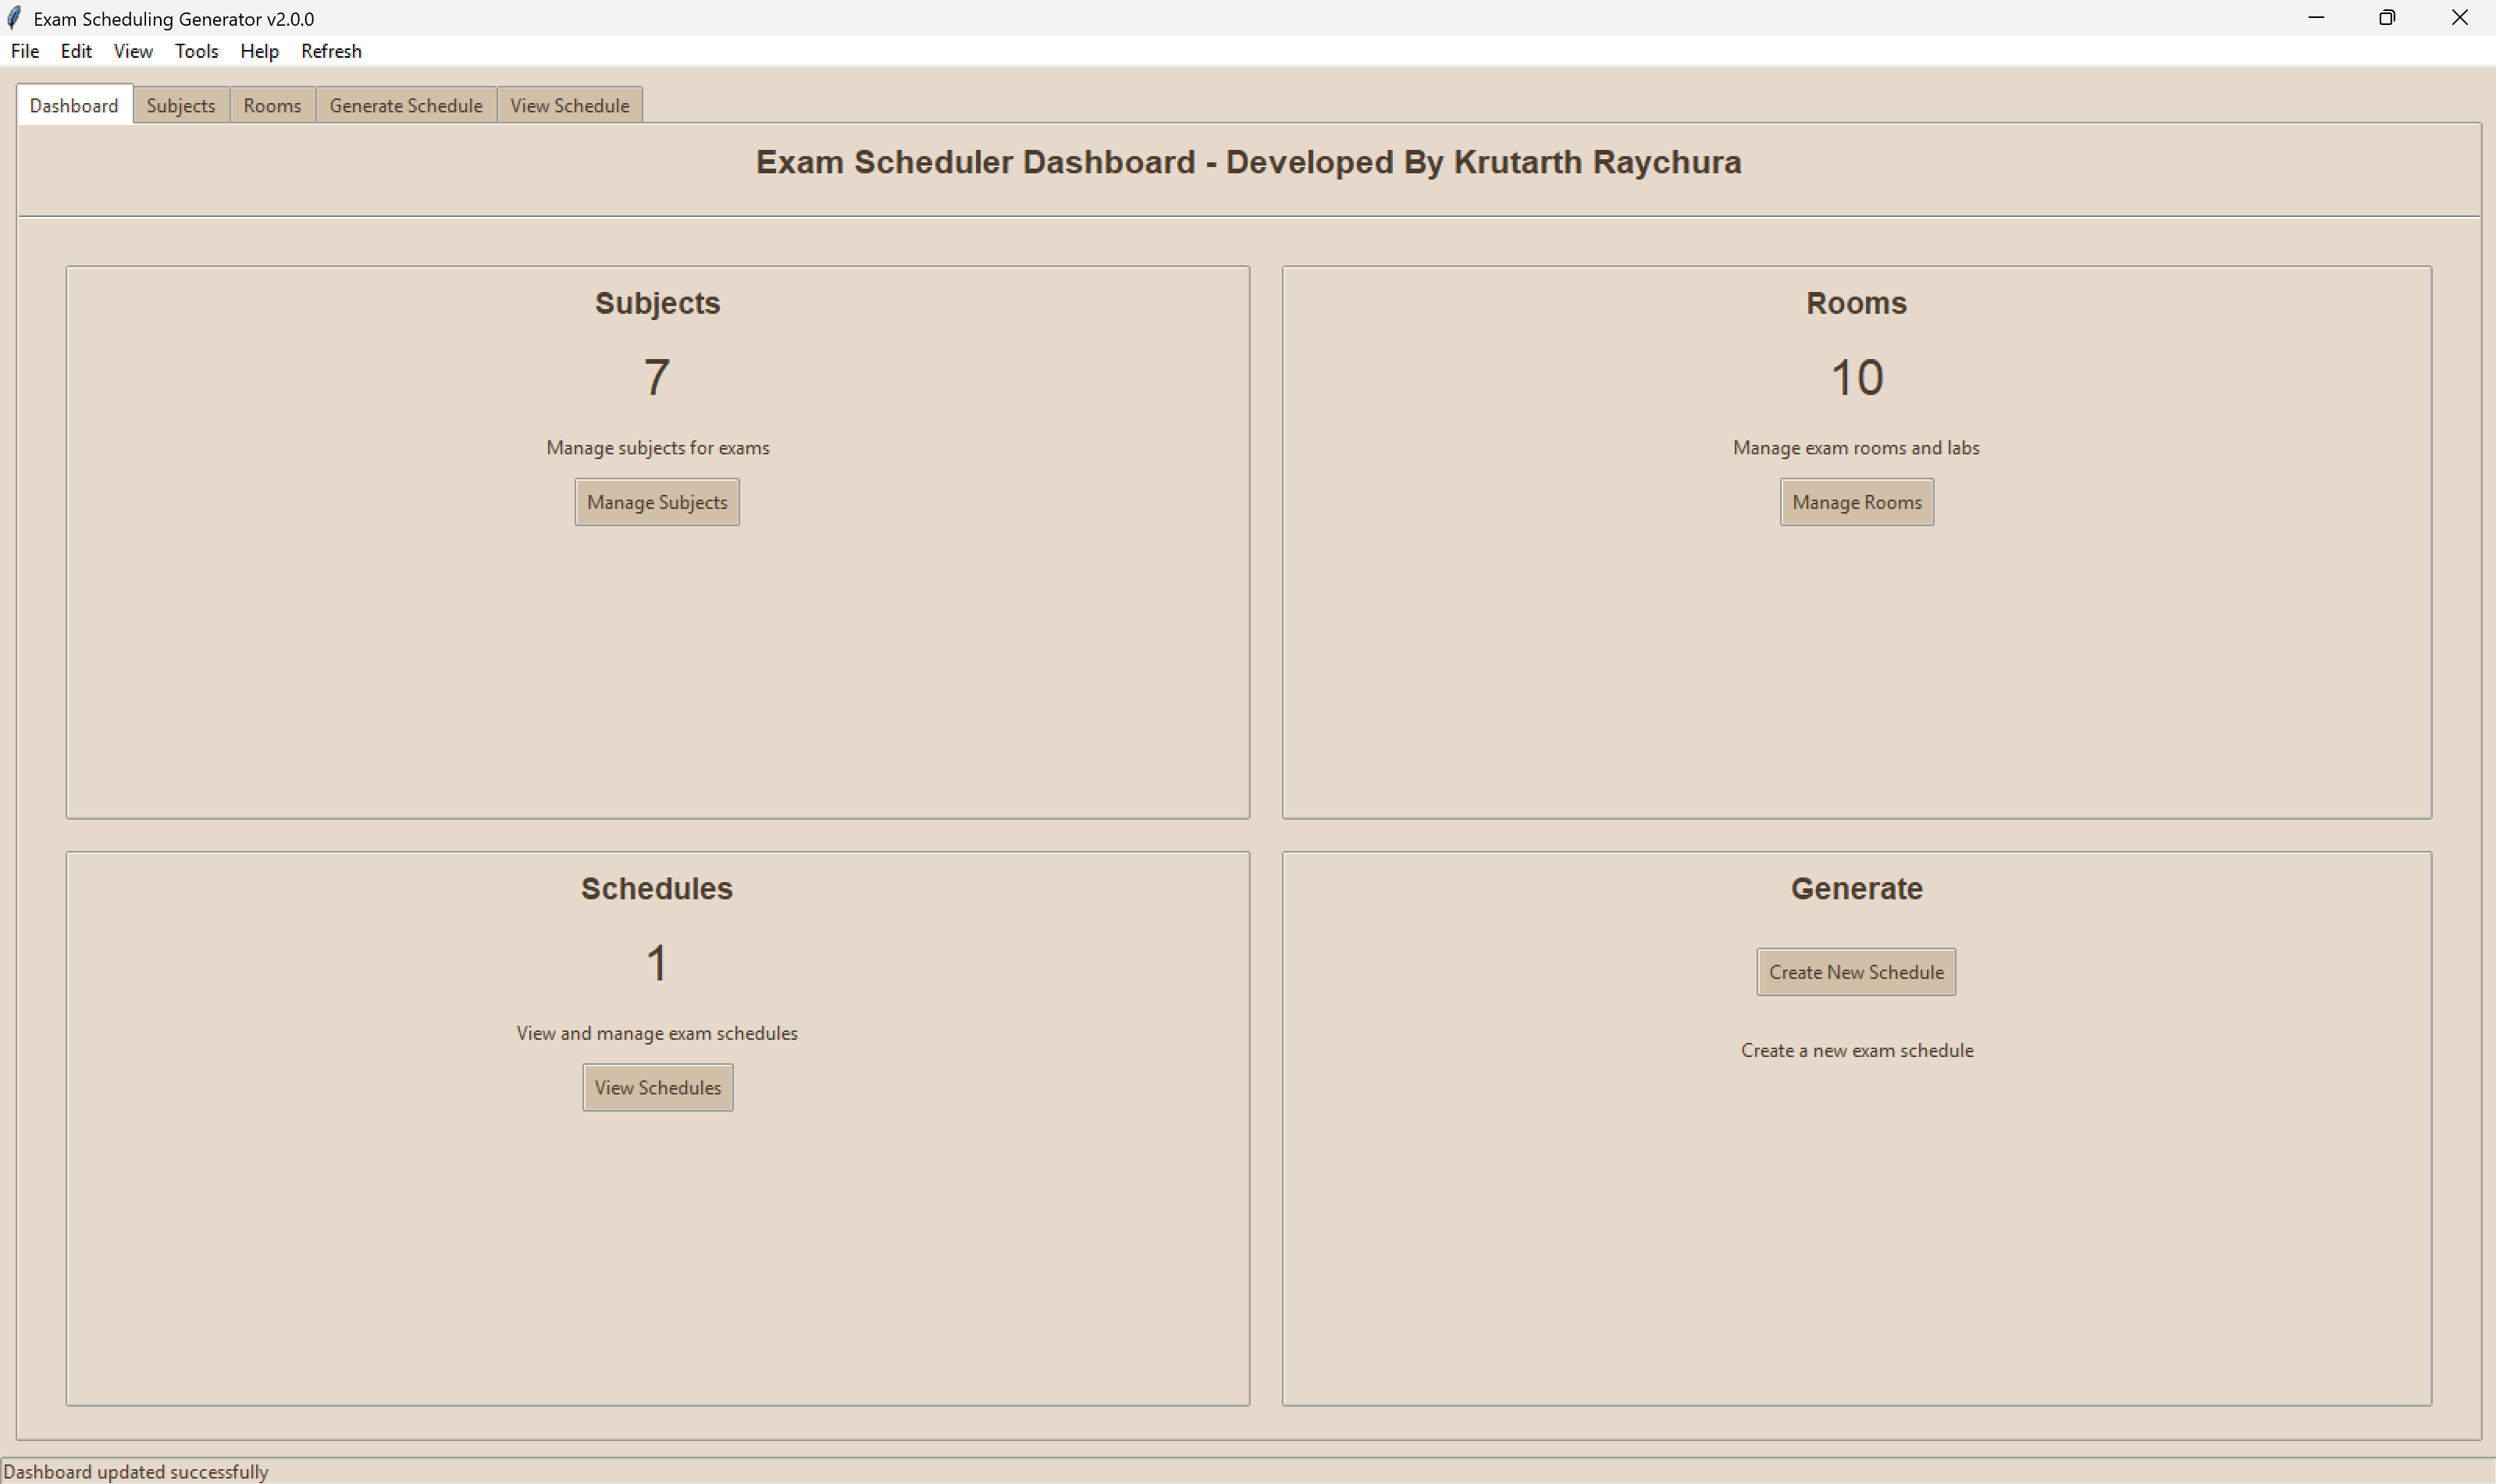 Exam Scheduling Generator v2.0.0
File Edit View Tools Help Refresh
Dashboard Subjects Rooms Generate Schedule View Schedule
Exam Scheduler Dashboard - Developed By Krutarth Raychura
Subjects
7
Manage subjects for exams
Manage Subjects
Rooms
10
Manage exam rooms and labs
Manage Rooms
Schedules
1
View and manage exam schedules
View Schedules
Generate
Create New Schedule
Create a new exam schedule
Dashboard updated successfully